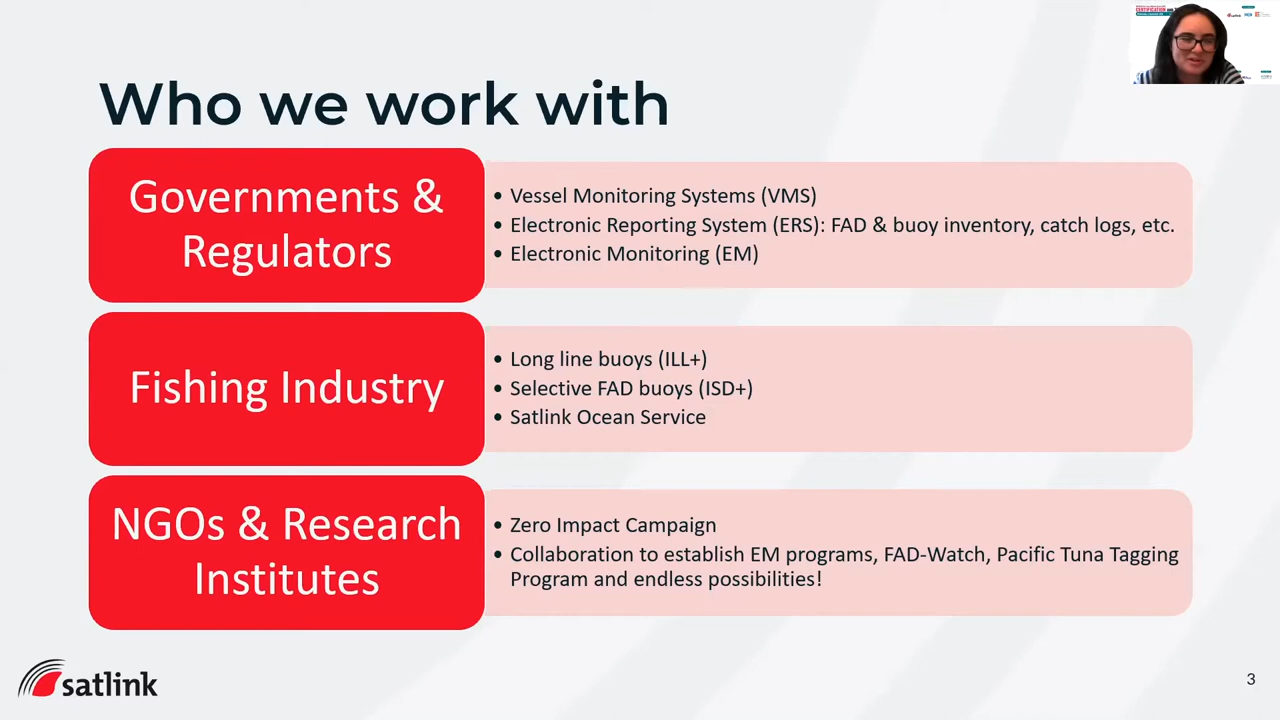 CERTIFICATION
Who we work with
Governments &
Regulators
• Vessel Monitoring Systems (VMS)
• Electronic Reporting System (ERS): FAD & buoy inventory, catch logs, etc.
• Electronic Monitoring (EM)
Fishing Industry
• Long line buoys (ILL+)
• Selective FAD buoys (ISD+)
• Satlink Ocean Service
NGOs & Research
Institutes
• Zero Impact Campaign
• Collaboration to establish EM programs, FAD-Watch, Pacific Tuna Tagging
Program and endless possibilities!
satlink
3